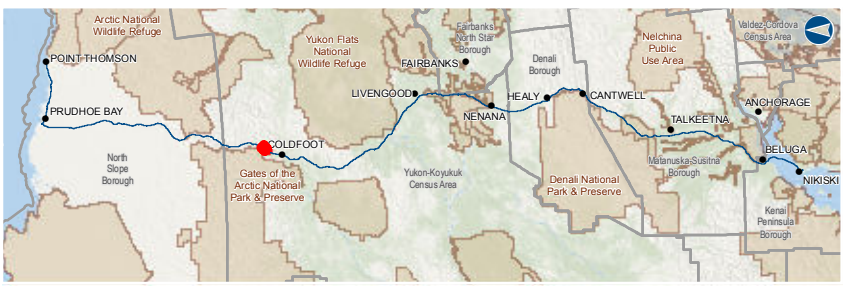 Arctic National
Wildlife Refuge
POINT THOMSON
PRUDHOE BAY
North
Slope
Borough
COLDFOOT
Gates of the
Arctic National
Park & Preserve
Yukon Flats
National
Wildlife Refuge
LIVENGOOD
FAIRBANKS
Fairbanks
North Star
Borough
NENANA
Yukon-Koyukuk
Census Area
Denali
Borough
HEALY
CANTWELL
Denali National
Park & Preserve
Nelchina
Public
Use Area
TALKEETNA
Matanuska-Susitna
Borough
Valdez-Cordova
Census Area
ANCHORAGE
BELUGA
NIKISKI
Kenai
Peninsula
Borough